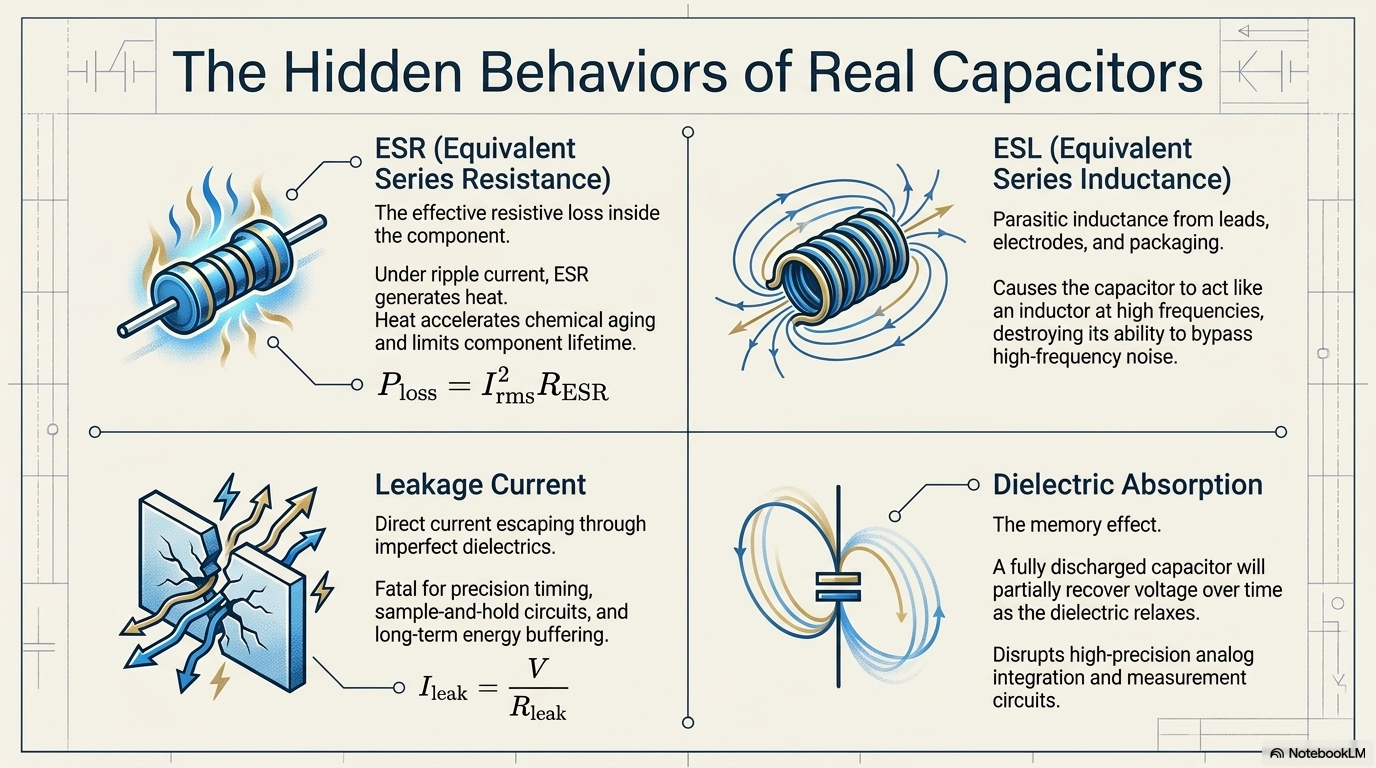 The Hidden Behaviors of Real Capacitors
ESR (Equivalent
Series Resistance)
The effective resistive loss inside
the component.
Under ripple current, ESR
generates heat.
Heat accelerates chemical aging
and limits component lifetime.
P_loss = I²_rms R_ESR
ESL (Equivalent
Series Inductance)
Parasitic inductance from leads,
electrodes, and packaging.
Causes the capacitor to act like
an inductor at high frequencies,
destroying its ability to bypass
high-frequency noise.
Leakage Current
Direct current escaping through
imperfect dielectrics.
Fatal for precision timing,
sample-and-hold circuits, and
long-term energy buffering.
I_leak = V / R_leak
Dielectric Absorption
The memory effect.
A fully discharged capacitor will
partially recover voltage over time
as the dielectric relaxes.
Disrupts high-precision analog
integration and measurement
circuits.
NotebookLM